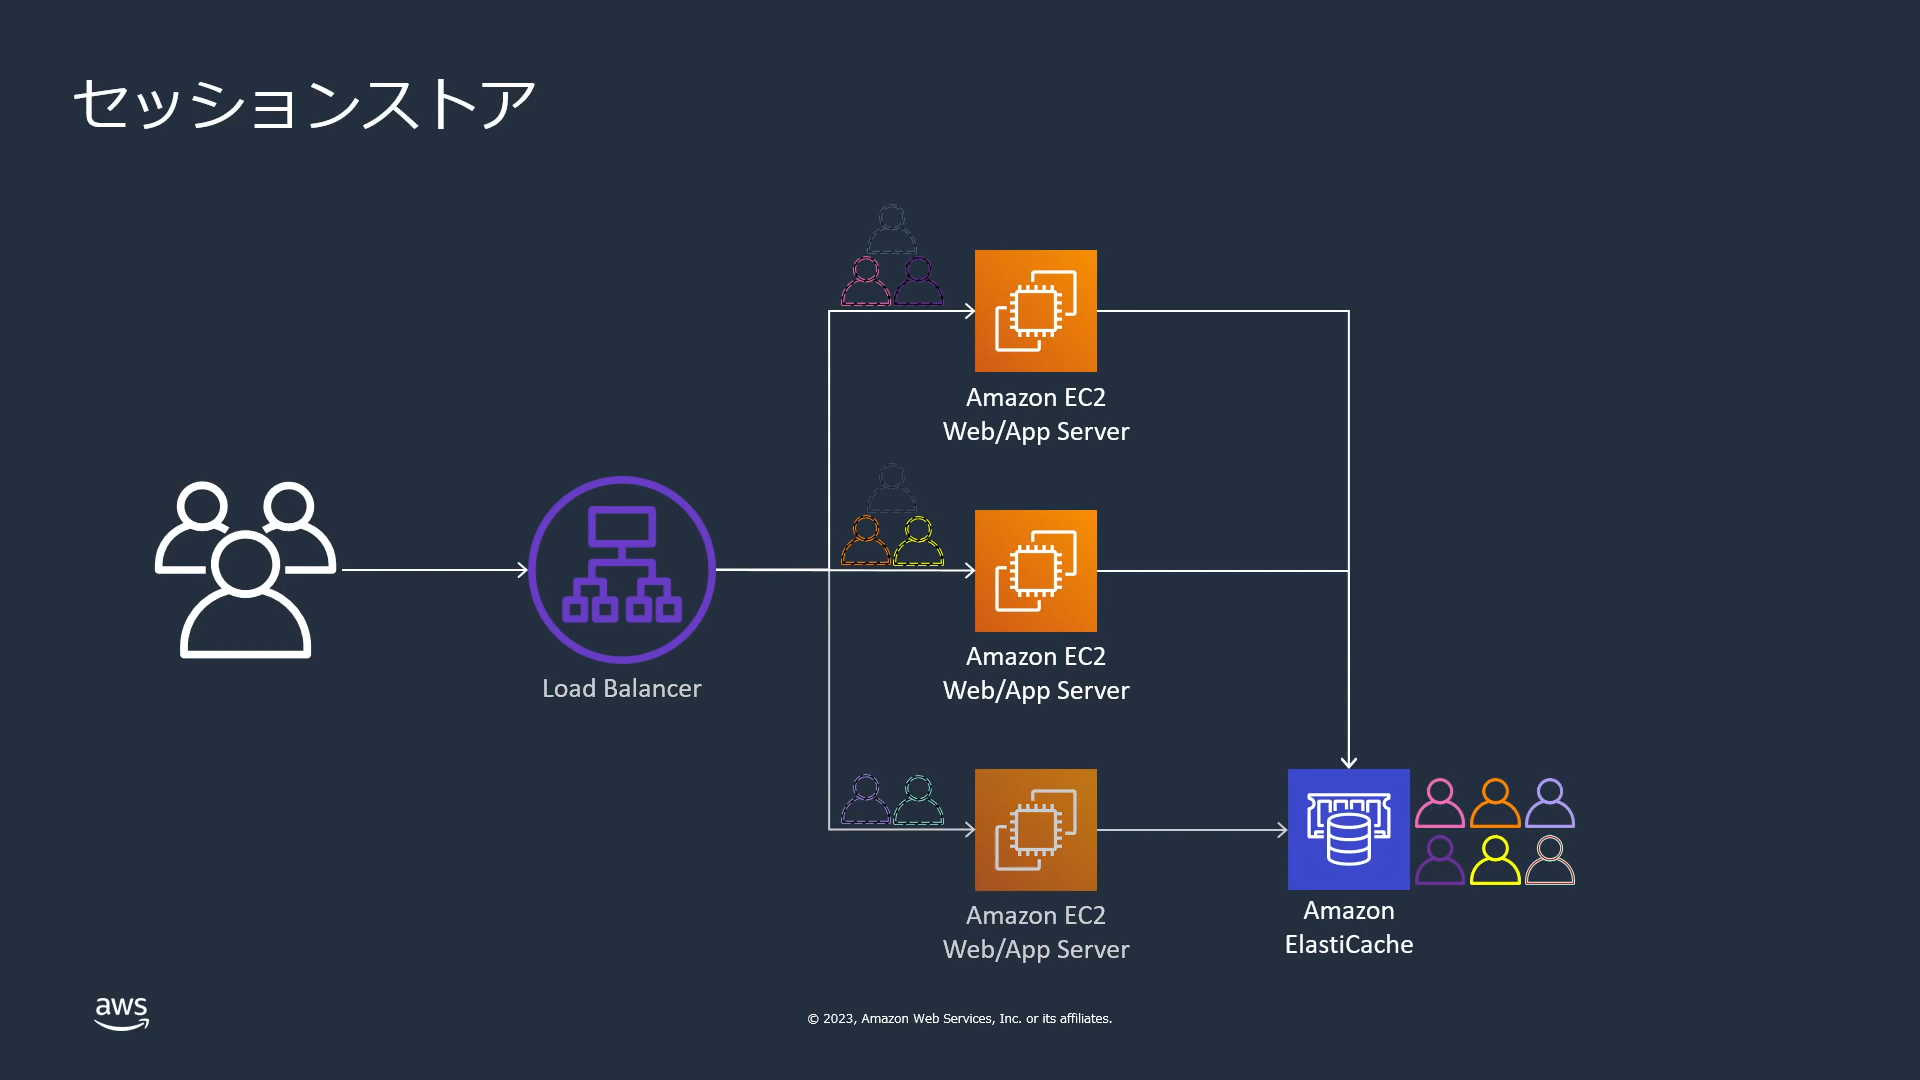 セッションストア
Amazon EC2
Web/App Server
Load Balancer
Amazon EC2
Web/App Server
Amazon EC2
Web/App Server
Amazon
ElastiCache
aws
© 2023, Amazon Web Services, Inc. or its affiliates.